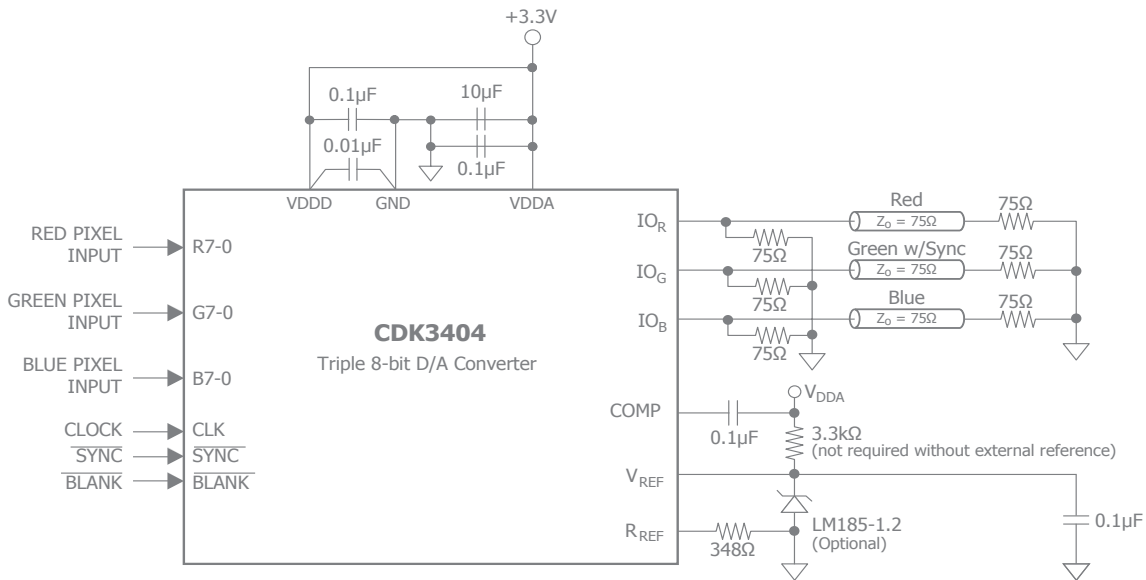 +3.3V
0.1µF
10µF
0.01µF
0.1µF
VDDD
GND
VDDA
RED PIXEL
INPUT
R7-0
GREEN PIXEL
INPUT
G7-0
BLUE PIXEL
INPUT
B7-0
CLOCK
CLK
SYNC
SYNC
BLANK
BLANK
CDK3404
Triple 8-bit D/A Converter
IOR
Red
Zo = 75Ω
75Ω
75Ω
IOG
Green w/Sync
Zo = 75Ω
75Ω
75Ω
IOB
Blue
Zo = 75Ω
75Ω
75Ω
COMP
0.1µF
VDDA
3.3kΩ
(not required without external reference)
VREF
0.1µF
LM185-1.2
(Optional)
RREF
348Ω